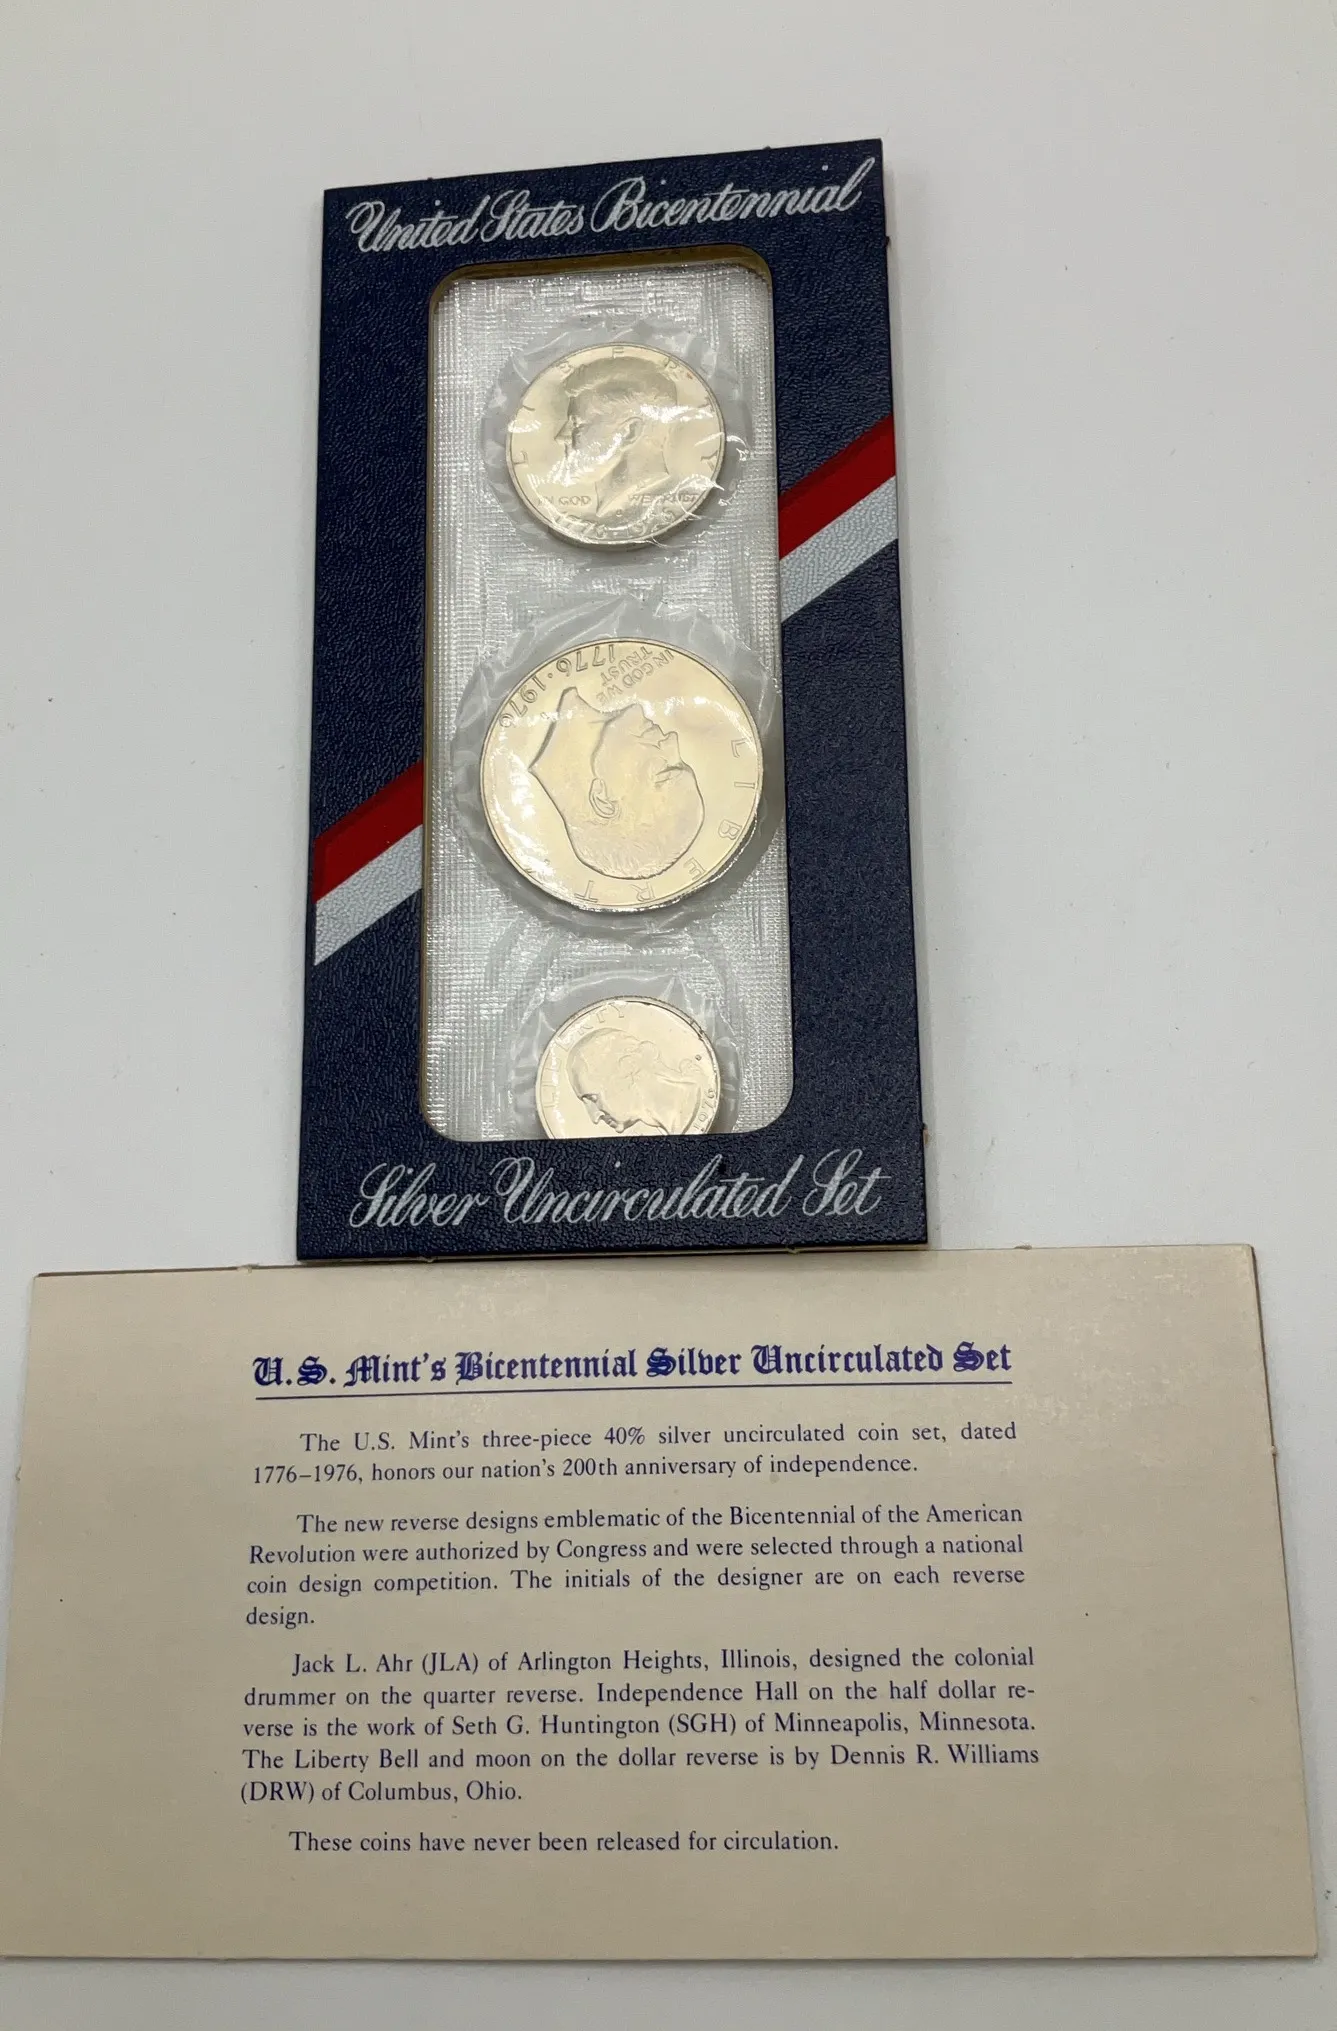 United States Bicentennial
LIBERTY
IN GOD WE TRUST
1776·1976
LIBERTY
IN GOD WE
TRUST
1776·1976
LIBERTY
1976
Silver Uncirculated Set
U.S. Mint's Bicentennial Silver Uncirculated Set
The U.S. Mint's three-piece 40% silver uncirculated coin set, dated
1776–1976, honors our nation's 200th anniversary of independence.
The new reverse designs emblematic of the Bicentennial of the American
Revolution were authorized by Congress and were selected through a national
coin design competition. The initials of the designer are on each reverse
design.
Jack L. Ahr (JLA) of Arlington Heights, Illinois, designed the colonial
drummer on the quarter reverse. Independence Hall on the half dollar re-
verse is the work of Seth G. Huntington (SGH) of Minneapolis, Minnesota.
The Liberty Bell and moon on the dollar reverse is by Dennis R. Williams
(DRW) of Columbus, Ohio.
These coins have never been released for circulation.